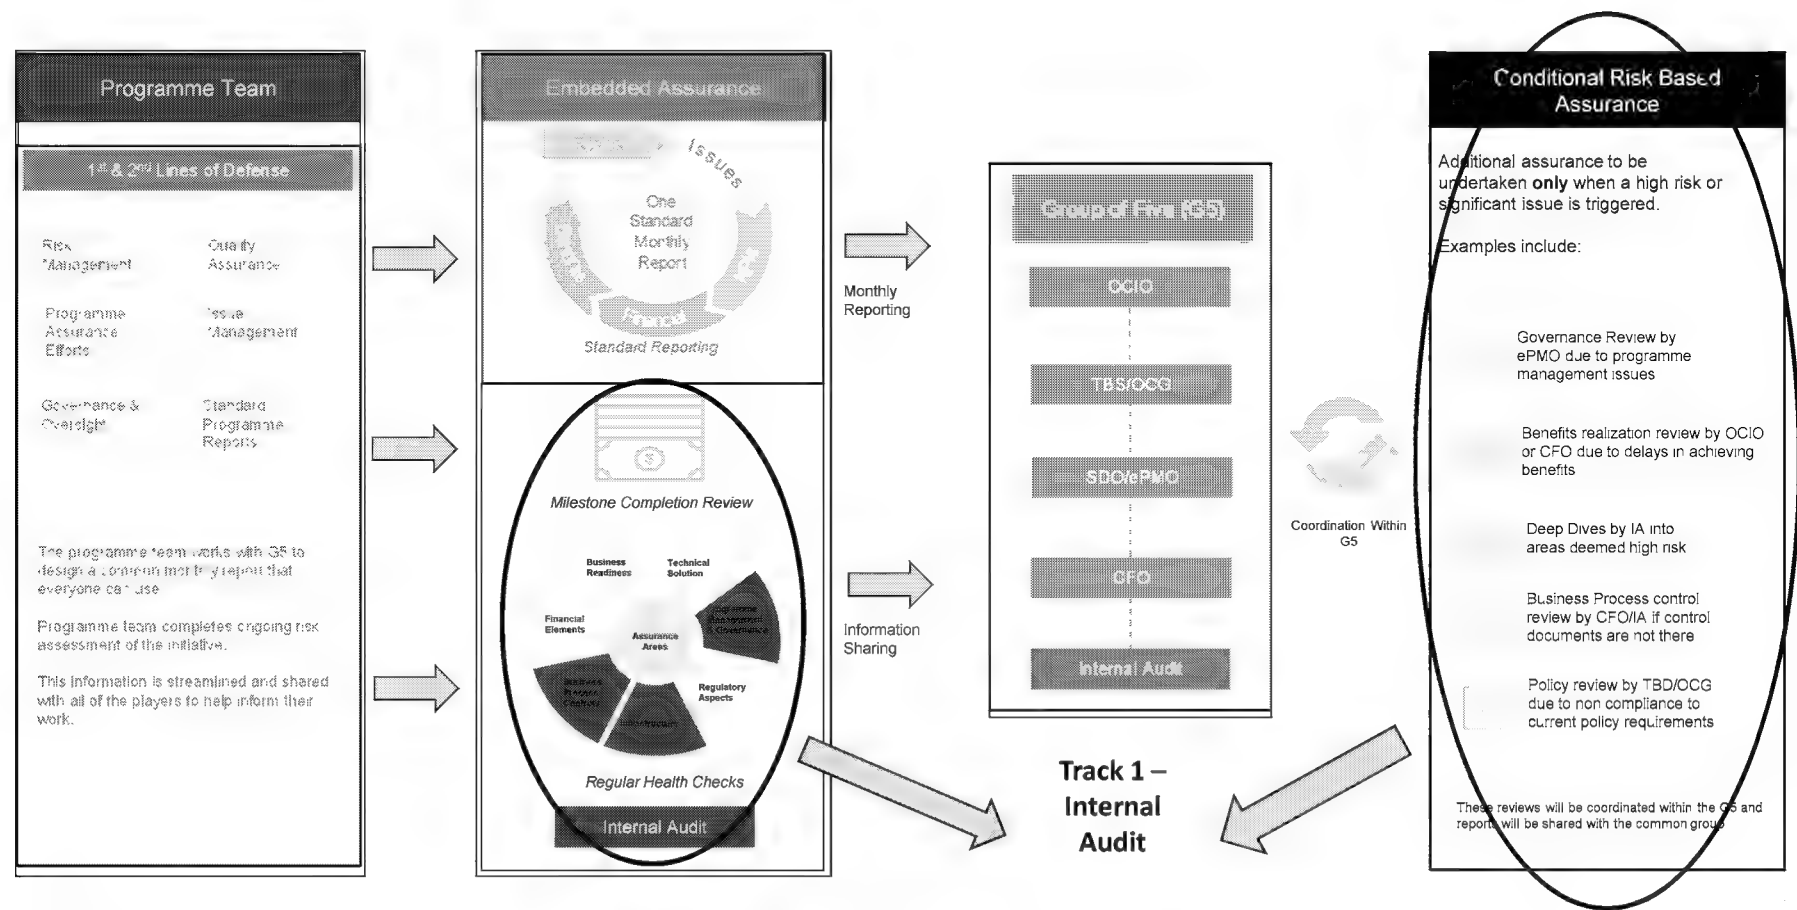 Programme Team
1st & 2nd Lines of Defense
Risk
Management
Quality
Assurance
Programme
Assurance
Efforts
Issue
Management
Governance &
Oversight
Standard
Programme
Reports
The programme team works with G5 to
design a common monthly report that
everyone can use
Programme team completes ongoing risk
assessment of the initiative.
This information is streamlined and shared
with all of the players to help inform their
work.
Embedded Assurance
Issues
One
Standard
Monthly
Report
Risk
Financial
Standard Reporting
Milestone Completion Review
Business
Readiness
Technical
Solution
Financial
Elements
Assurance
Areas
Programme
Management
& Governance
Business
Process
Controls
Infrastructure
Regulatory
Aspects
Regular Health Checks
Internal Audit
Monthly
Reporting
Information
Sharing
Group of Five (G5)
OCIO
TBS/OCG
SDO/ePMO
CFO
Internal Audit
Track 1 –
Internal
Audit
Coordination Within
G5
Conditional Risk Based
Assurance
Additional assurance to be
undertaken only when a high risk or
significant issue is triggered.
Examples include:
Governance Review by
ePMO due to programme
management issues
Benefits realization review by OCIO
or CFO due to delays in achieving
benefits
Deep Dives by IA into
areas deemed high risk
Business Process control
review by CFO/IA if control
documents are not there
Policy review by TBD/OCG
due to non compliance to
current policy requirements
These reviews will be coordinated within the G5 and
reports will be shared with the common group